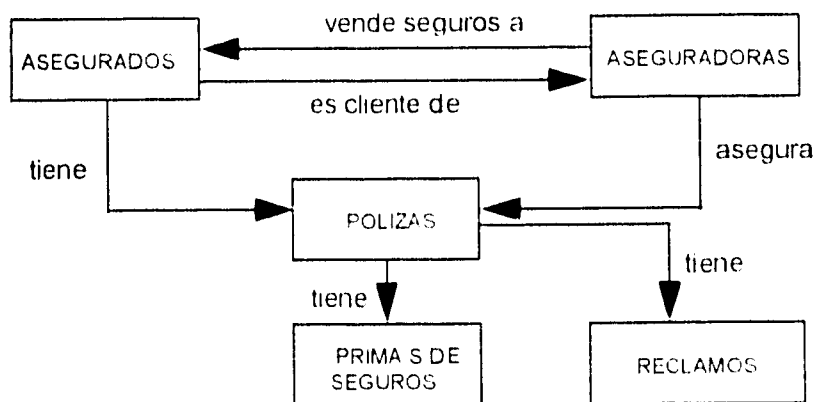 vende seguros a
ASEGURADOS
ASEGURADORAS
es cliente de
tiene
asegura
POLIZAS
tiene
tiene
PRIMA S DE
SEGUROS
RECLAMOS